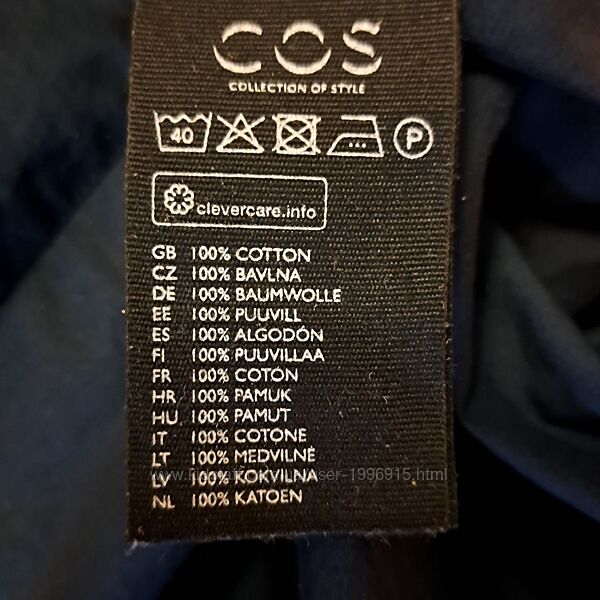 COS
COLLECTION OF STYLE
40 P
clevercare.info
GB 100% COTTON
CZ 100% BAVLNA
DE 100% BAUMWOLLE
EE 100% PUUVILL
ES 100% ALGODÓN
FI 100% PUUVILLAA
FR 100% COTON
HR 100% PAMUK
HU 100% PAMUT
IT 100% COTONE
LT 100% MEDVILNĖ
LV 100% KOKVILNA
NL 100% KATOEN